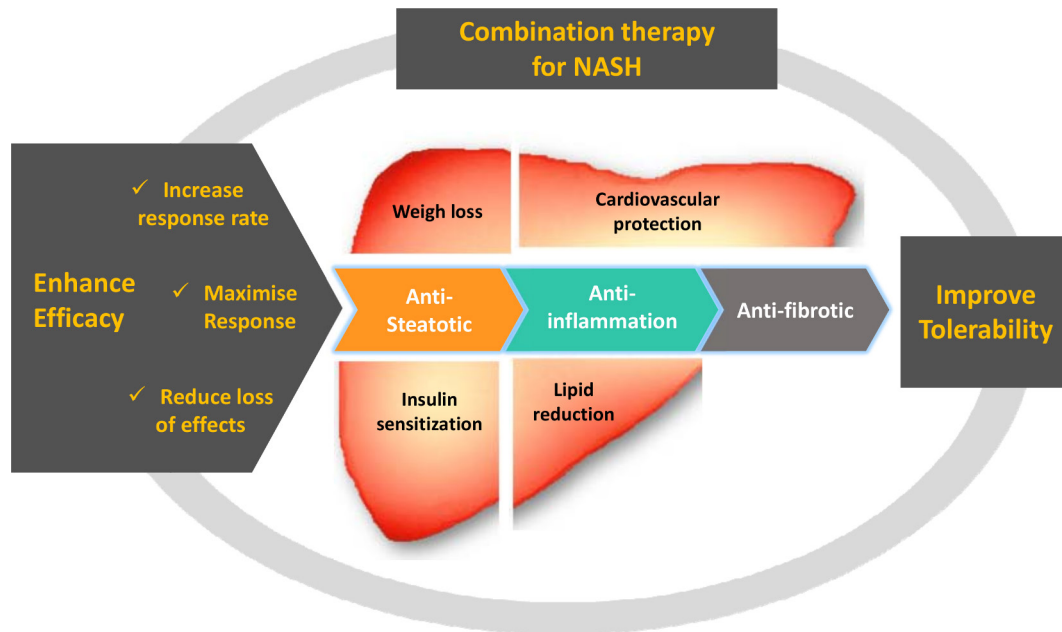 Combination therapy
for NASH
Enhance
Efficacy
✓ Increase
response rate
✓ Maximise
Response
✓ Reduce loss
of effects
Weigh loss
Cardiovascular
protection
Anti-
Steatotic
Anti-
inflammation
Anti-fibrotic
Insulin
sensitization
Lipid
reduction
Improve
Tolerability